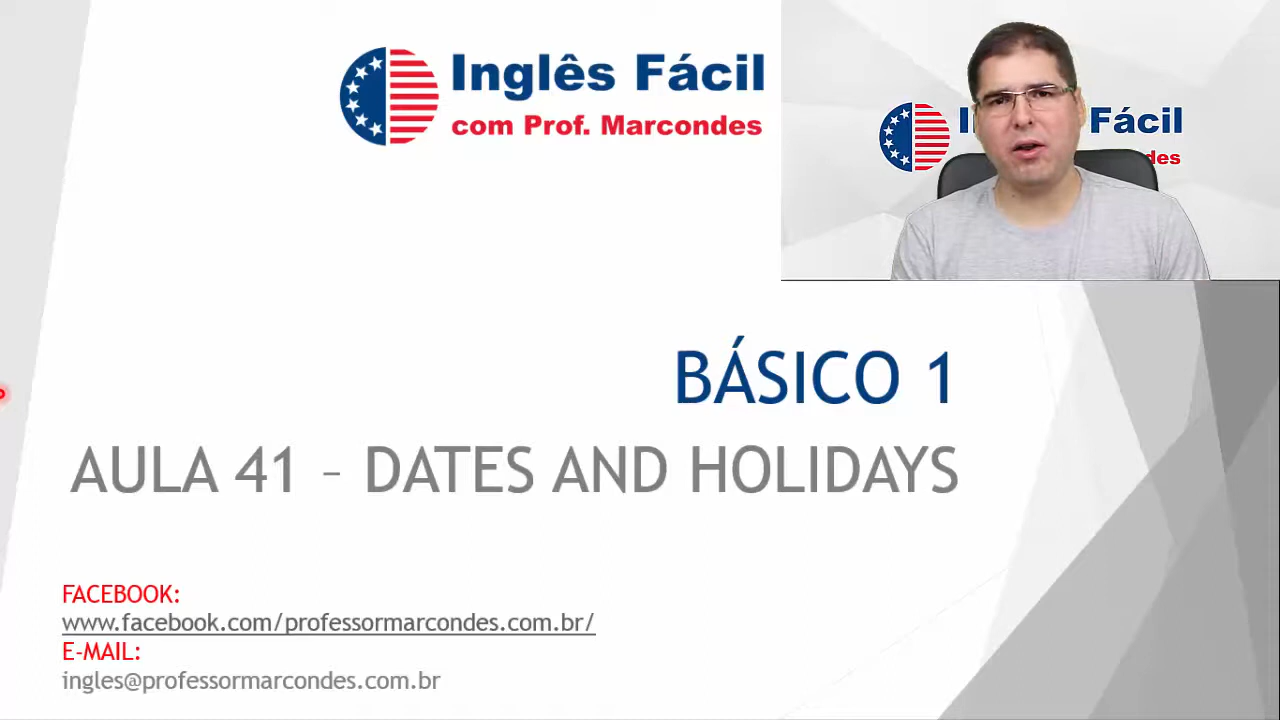 Inglês Fácil
com Prof. Marcondes
I Fácil
des
BÁSICO 1
AULA 41 – DATES AND HOLIDAYS
FACEBOOK:
www.facebook.com/professormarcondes.com.br/
E-MAIL:
ingles@professormarcondes.com.br